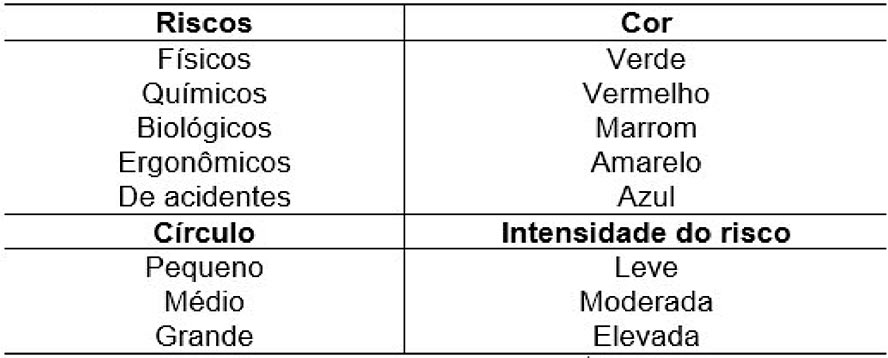 Riscos Cor
Físicos Verde
Químicos Vermelho
Biológicos Marrom
Ergonômicos Amarelo
De acidentes Azul
Círculo Intensidade do risco
Pequeno Leve
Médio Moderada
Grande Elevada